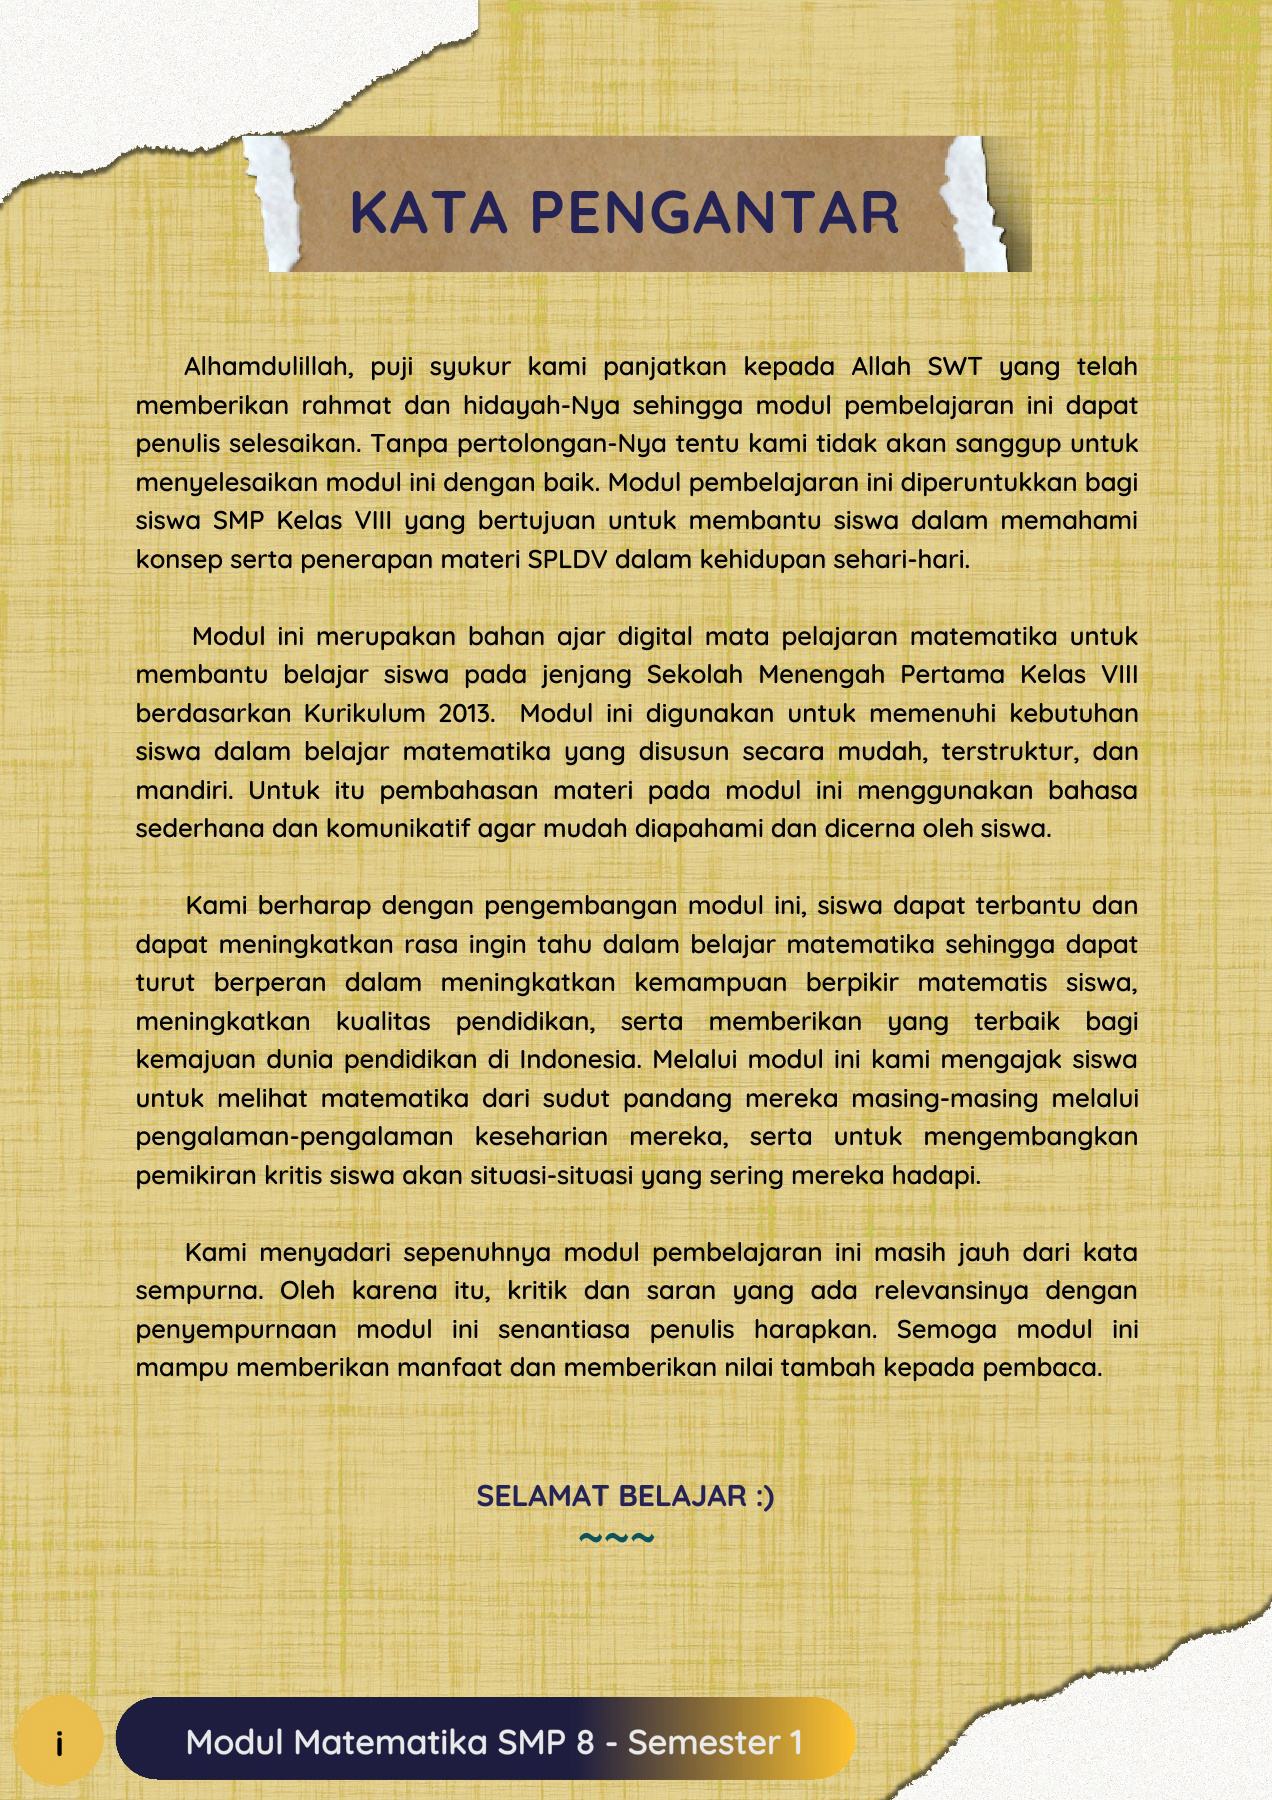 KATA PENGANTAR
Alhamdulillah, puji syukur kami panjatkan kepada Allah SWT yang telah
memberikan rahmat dan hidayah-Nya sehingga modul pembelajaran ini dapat
penulis selesaikan. Tanpa pertolongan-Nya tentu kami tidak akan sanggup untuk
menyelesaikan modul ini dengan baik. Modul pembelajaran ini diperuntukkan bagi
siswa SMP Kelas VIII yang bertujuan untuk membantu siswa dalam memahami
konsep serta penerapan materi SPLDV dalam kehidupan sehari-hari.
Modul ini merupakan bahan ajar digital mata pelajaran matematika untuk
membantu belajar siswa pada jenjang Sekolah Menengah Pertama Kelas VIII
berdasarkan Kurikulum 2013. Modul ini digunakan untuk memenuhi kebutuhan
siswa dalam belajar matematika yang disusun secara mudah, terstruktur, dan
mandiri. Untuk itu pembahasan materi pada modul ini menggunakan bahasa
sederhana dan komunikatif agar mudah diapahami dan dicerna oleh siswa.
Kami berharap dengan pengembangan modul ini, siswa dapat terbantu dan
dapat meningkatkan rasa ingin tahu dalam belajar matematika sehingga dapat
turut berperan dalam meningkatkan kemampuan berpikir matematis siswa,
meningkatkan kualitas pendidikan, serta memberikan yang terbaik bagi
kemajuan dunia pendidikan di Indonesia. Melalui modul ini kami mengajak siswa
untuk melihat matematika dari sudut pandang mereka masing-masing melalui
pengalaman-pengalaman keseharian mereka, serta untuk mengembangkan
pemikiran kritis siswa akan situasi-situasi yang sering mereka hadapi.
Kami menyadari sepenuhnya modul pembelajaran ini masih jauh dari kata
sempurna. Oleh karena itu, kritik dan saran yang ada relevansinya dengan
penyempurnaan modul ini senantiasa penulis harapkan. Semoga modul ini
mampu memberikan manfaat dan memberikan nilai tambah kepada pembaca.
SELAMAT BELAJAR :)
~~~
i
Modul Matematika SMP 8 - Semester 1